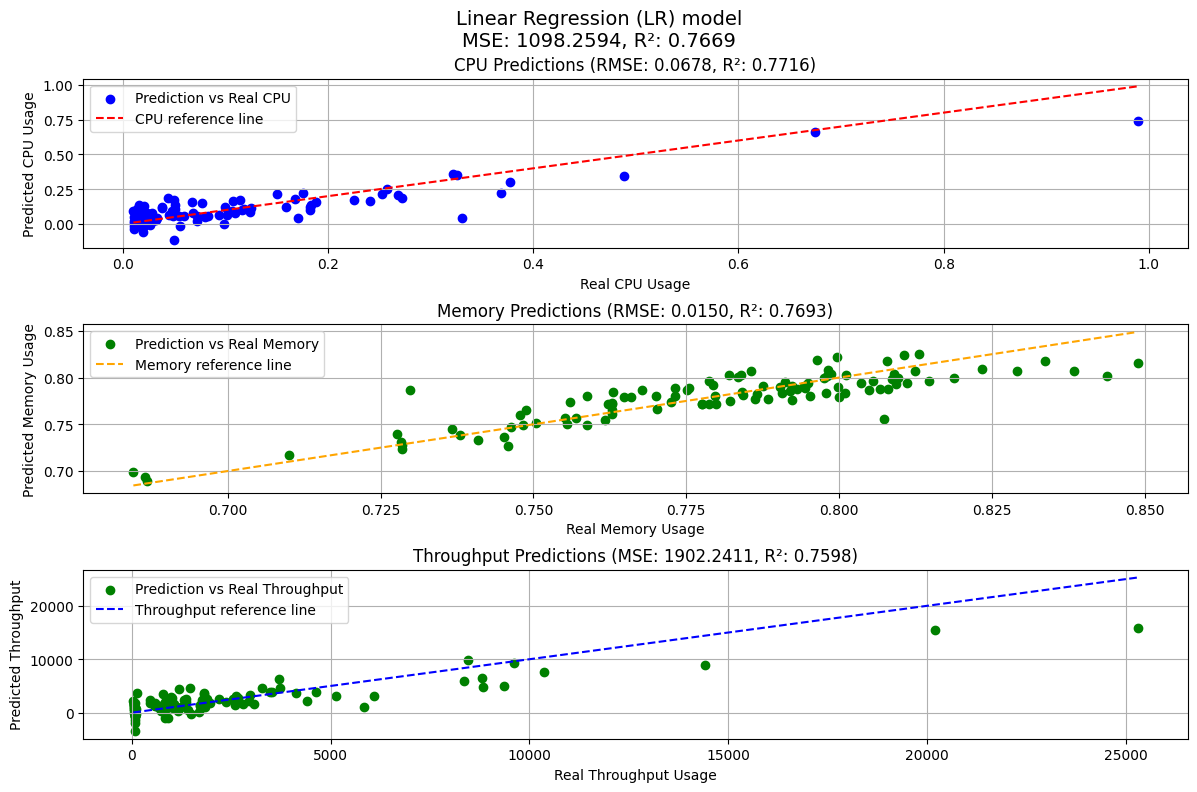 Linear Regression (LR) model
MSE: 1098.2594, R²: 0.7669
CPU Predictions (RMSE: 0.0678, R²: 0.7716)
Prediction vs Real CPU
CPU reference line
Predicted CPU Usage
1.00
0.75
0.50
0.25
0.00
0.0 0.2 0.4 0.6 0.8 1.0
Real CPU Usage
Memory Predictions (RMSE: 0.0150, R²: 0.7693)
Prediction vs Real Memory
Memory reference line
Predicted Memory Usage
0.85
0.80
0.75
0.70
0.700 0.725 0.750 0.775 0.800 0.825 0.850
Real Memory Usage
Throughput Predictions (MSE: 1902.2411, R²: 0.7598)
Prediction vs Real Throughput
Throughput reference line
Predicted Throughput
20000
10000
0
0 5000 10000 15000 20000 25000
Real Throughput Usage